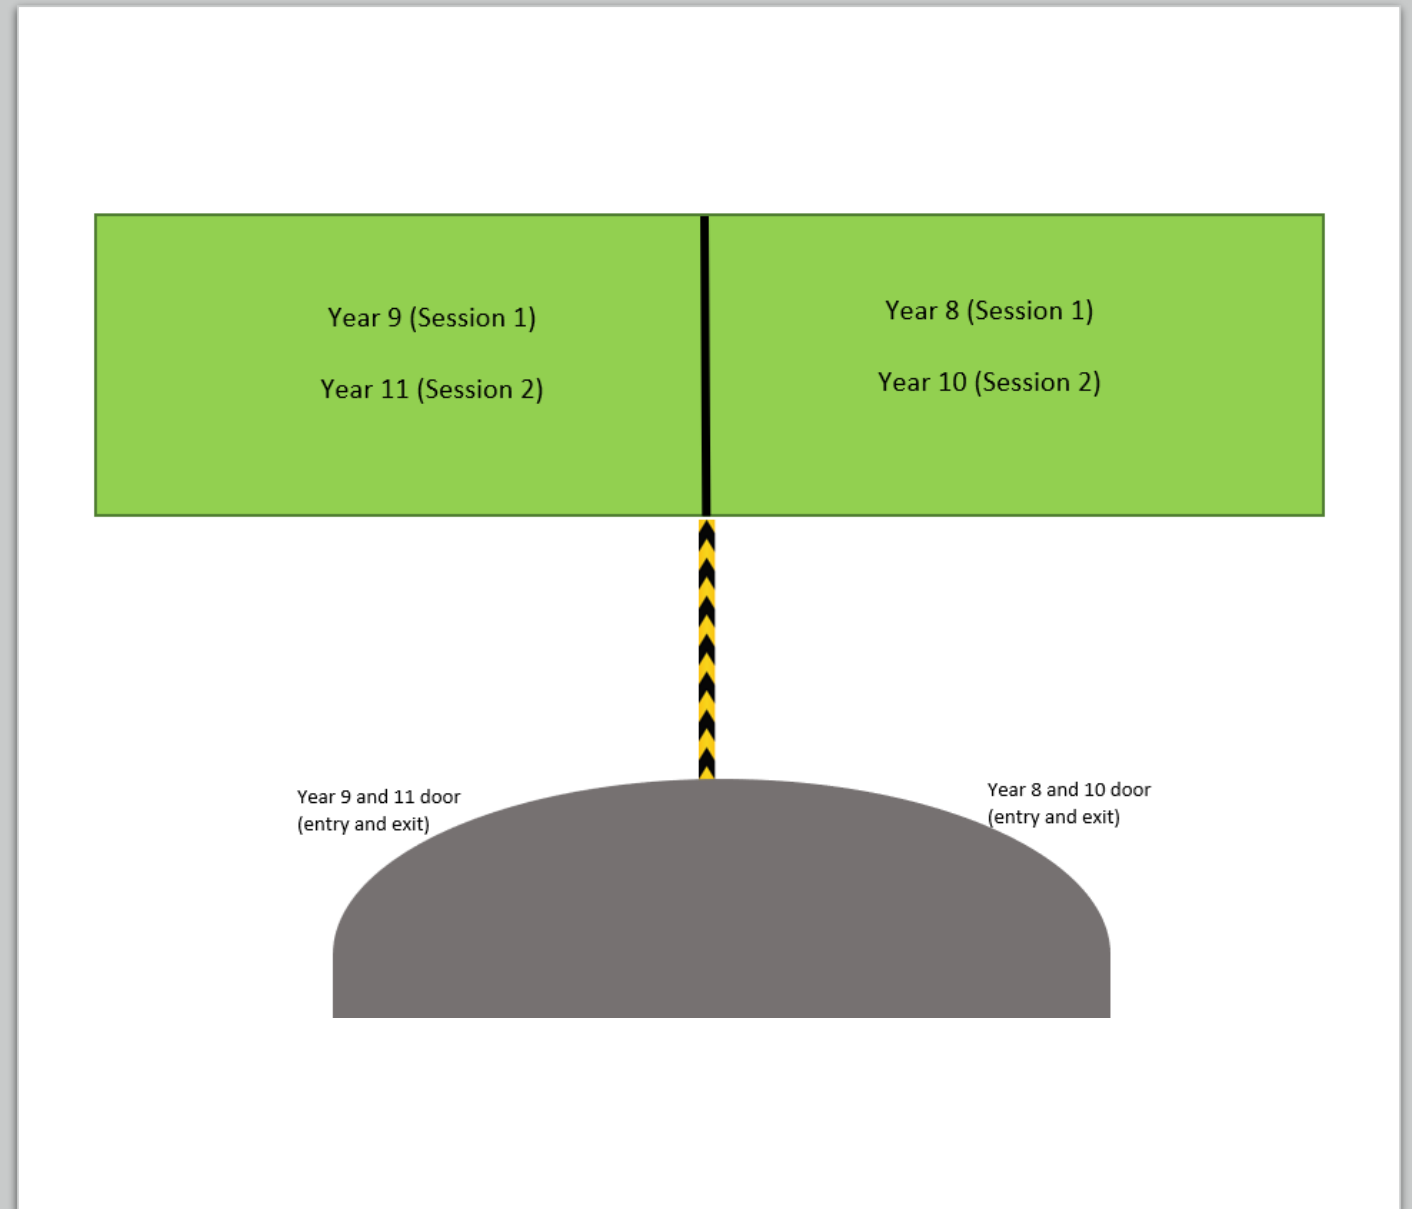 Year 9 (Session 1)
Year 11 (Session 2)
Year 8 (Session 1)
Year 10 (Session 2)
Year 9 and 11 door
(entry and exit)
Year 8 and 10 door
(entry and exit)